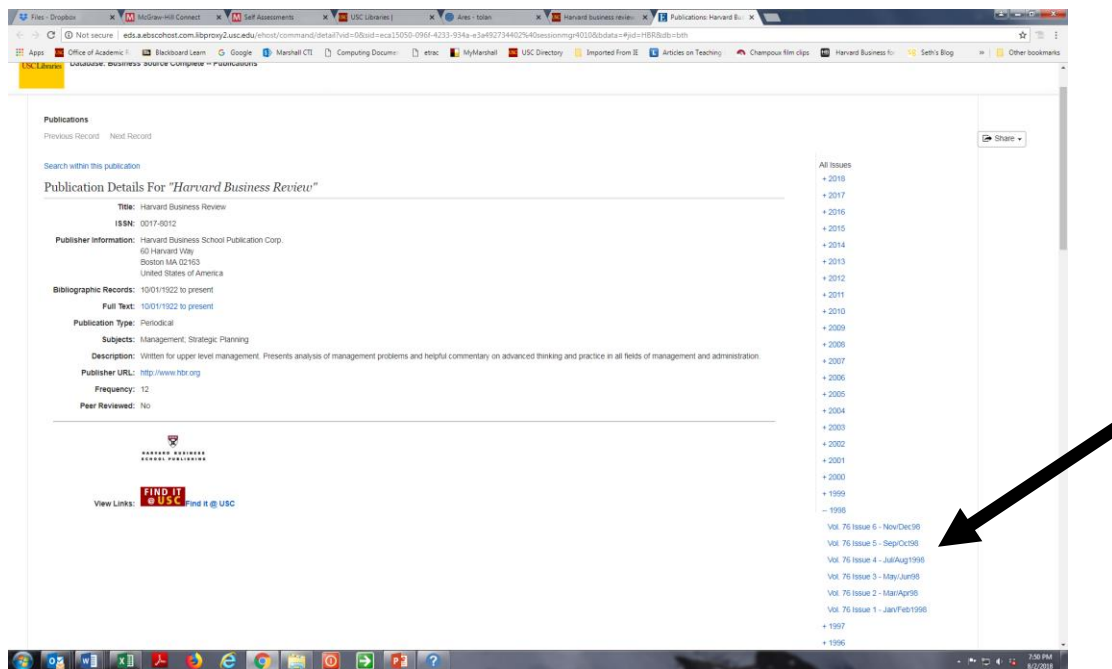 Files - Dropbox
McGraw-Hill Connect
Self Assessments
USC Libraries |
Ares - tolan
Harvard business review
Publications: Harvard Bu
Not secure | eds.a.ebscohost.com.libproxy2.usc.edu/ehost/command/detail?vid=0&sid=eca15050-096f-4233-934a-e3a492734402%40sessionmgr4010&bdata=#jid=HBR&db=bth
Apps Office of Academic R Blackboard Learn Google Marshall CTI Computing Docume etrac MyMarshall USC Directory Imported From IE Articles on Teaching Champoux film clips Harvard Business fo Seth's Blog » Other bookmarks
USC Libraries Database: Business Source Complete -- Publications
Publications
Previous Record Next Record
Share
Search within this publication
Publication Details For "Harvard Business Review"
Title: Harvard Business Review
ISSN: 0017-8012
Publisher Information: Harvard Business School Publication Corp.
60 Harvard Way
Boston MA 02163
United States of America
Bibliographic Records: 10/01/1922 to present
Full Text: 10/01/1922 to present
Publication Type: Periodical
Subjects: Management; Strategic Planning
Description: Written for upper level management. Presents analysis of management problems and helpful commentary on advanced thinking and practice in all fields of management and administration.
Publisher URL: http://www.hbr.org
Frequency: 12
Peer Reviewed: No
HARVARD BUSINESS
SCHOOL PUBLISHING
View Links: FIND IT @ USC Find it @ USC
All Issues
+ 2018
+ 2017
+ 2016
+ 2015
+ 2014
+ 2013
+ 2012
+ 2011
+ 2010
+ 2009
+ 2008
+ 2007
+ 2006
+ 2005
+ 2004
+ 2003
+ 2002
+ 2001
+ 2000
+ 1999
– 1998
Vol. 76 Issue 6 - Nov/Dec98
Vol. 76 Issue 5 - Sep/Oct98
Vol. 76 Issue 4 - Jul/Aug1998
Vol. 76 Issue 3 - May/Jun98
Vol. 76 Issue 2 - Mar/Apr98
Vol. 76 Issue 1 - Jan/Feb1998
+ 1997
+ 1996
7:50 PM
8/2/2018